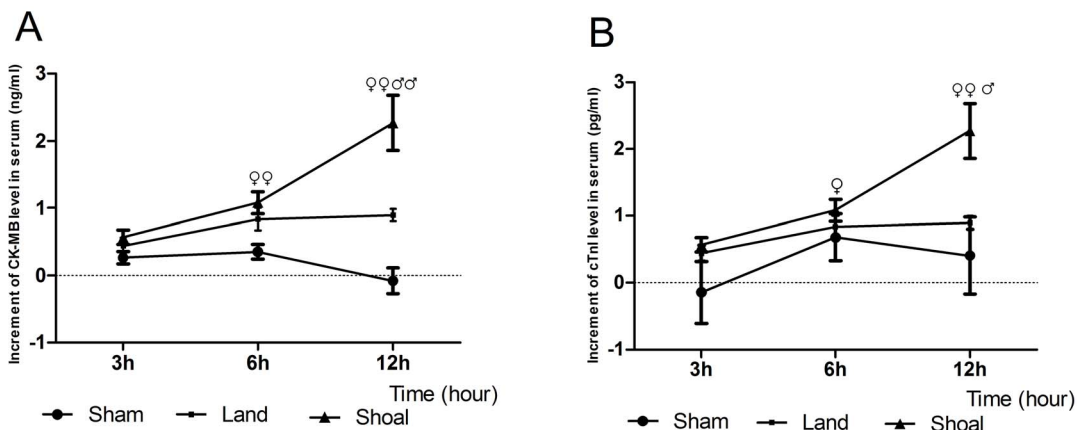 A
Increment of CK-MB level in serum (ng/ml)
3
2
1
0
-1
♀♀
♀♀♂♂
3h 6h 12h
Time (hour)
Sham Land Shoal
B
Increment of cTnI level in serum (pg/ml)
3
2
1
0
-1
♀
♀♀ ♂
3h 6h 12h
Time (hour)
Sham Land Shoal